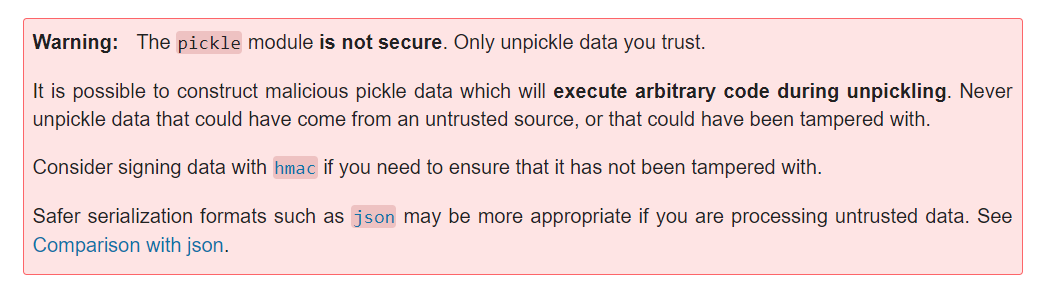 Warning: The pickle module is not secure. Only unpickle data you trust.
It is possible to construct malicious pickle data which will execute arbitrary code during unpickling. Never
unpickle data that could have come from an untrusted source, or that could have been tampered with.
Consider signing data with hmac if you need to ensure that it has not been tampered with.
Safer serialization formats such as json may be more appropriate if you are processing untrusted data. See
Comparison with json.